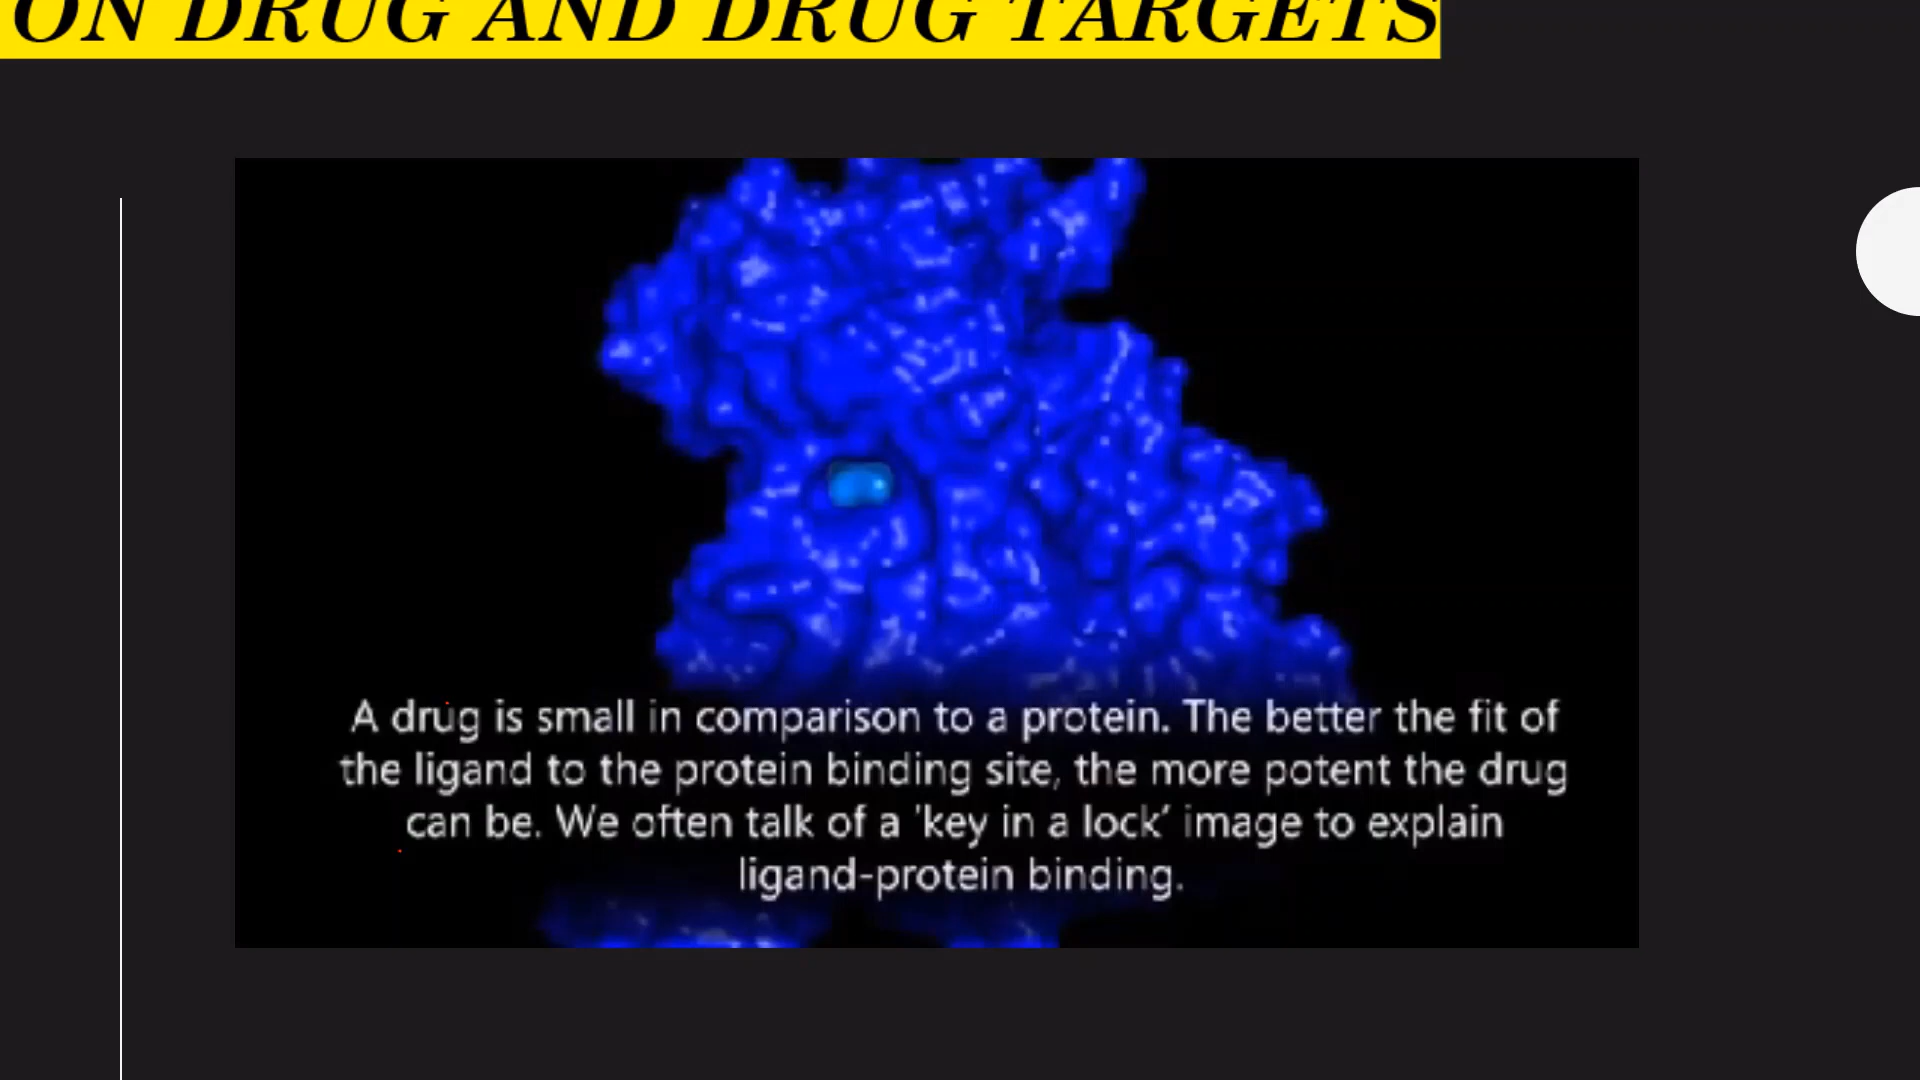 ON DRUG AND DRUG TARGETS
A drug is small in comparison to a protein. The better the fit of
the ligand to the protein binding site, the more potent the drug
can be. We often talk of a 'key in a lock’ image to explain
ligand-protein binding.